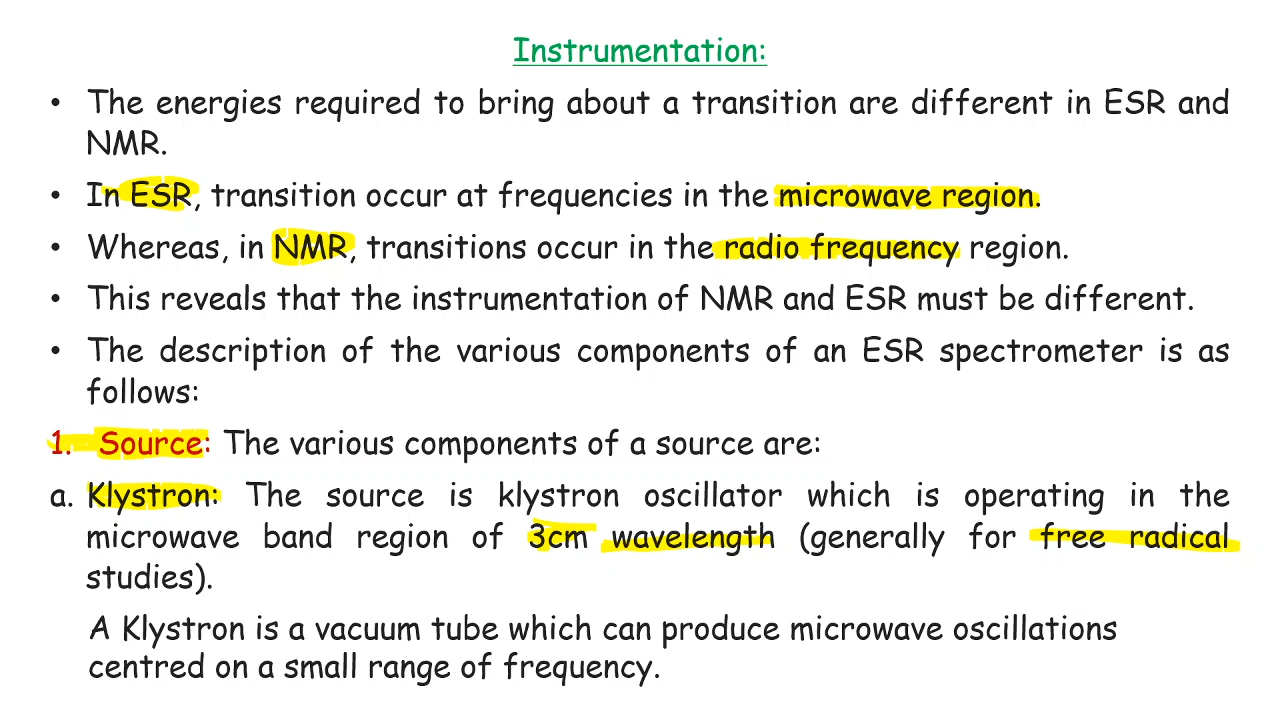 Instrumentation:
• The energies required to bring about a transition are different in ESR and
NMR.
• In ESR, transition occur at frequencies in the microwave region.
• Whereas, in NMR, transitions occur in the radio frequency region.
• This reveals that the instrumentation of NMR and ESR must be different.
• The description of the various components of an ESR spectrometer is as
follows:
1. Source: The various components of a source are:
a. Klystron: The source is klystron oscillator which is operating in the
microwave band region of 3cm wavelength (generally for free radical
studies).
A Klystron is a vacuum tube which can produce microwave oscillations
centred on a small range of frequency.